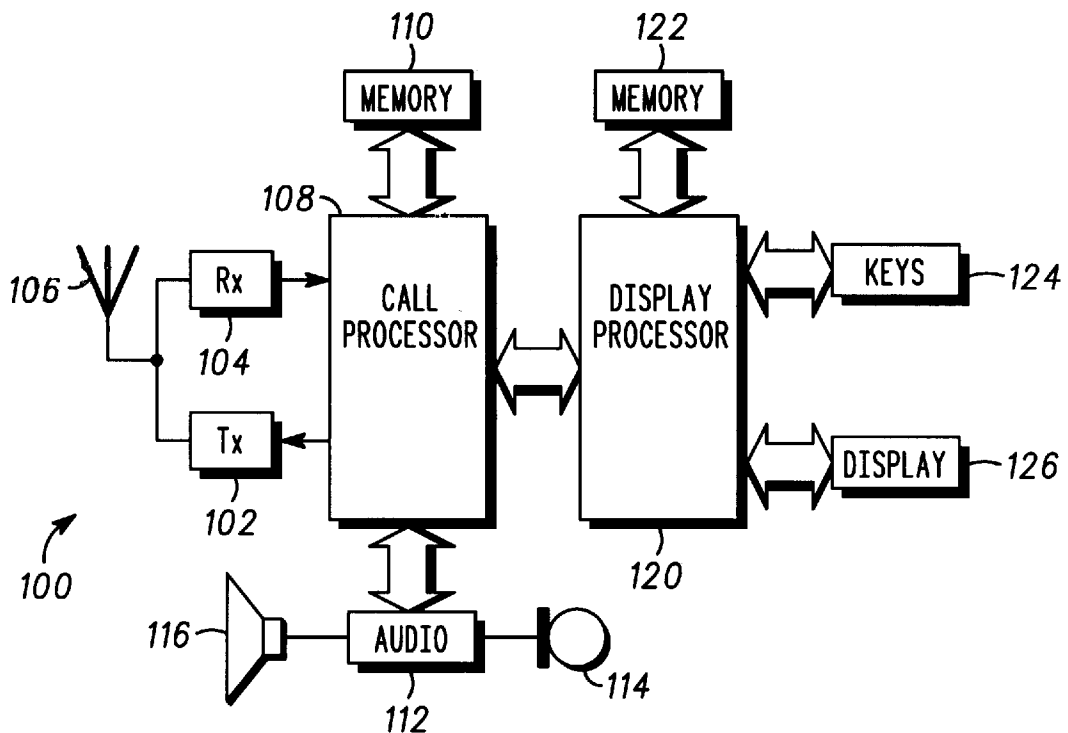 110
122
MEMORY
MEMORY
108
106
Rx
CALL
PROCESSOR
DISPLAY
PROCESSOR
KEYS
124
104
Tx
DISPLAY
126
102
100
120
116
AUDIO
114
112